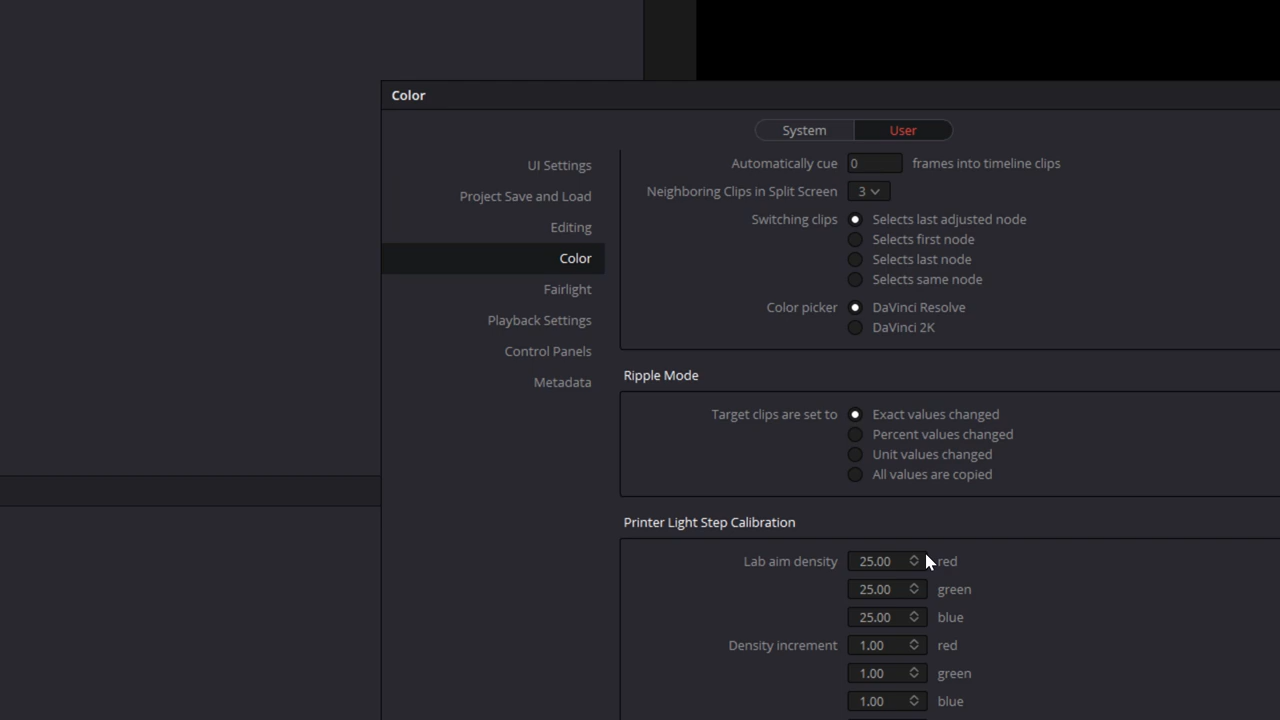 Color
System User
UI Settings
Project Save and Load
Editing
Color
Fairlight
Playback Settings
Control Panels
Metadata
Automatically cue 0 frames into timeline clips
Neighboring Clips in Split Screen 3
Switching clips Selects last adjusted node
Selects first node
Selects last node
Selects same node
Color picker DaVinci Resolve
DaVinci 2K
Ripple Mode
Target clips are set to Exact values changed
Percent values changed
Unit values changed
All values are copied
Printer Light Step Calibration
Lab aim density 25.00 red
25.00 green
25.00 blue
Density increment 1.00 red
1.00 green
1.00 blue